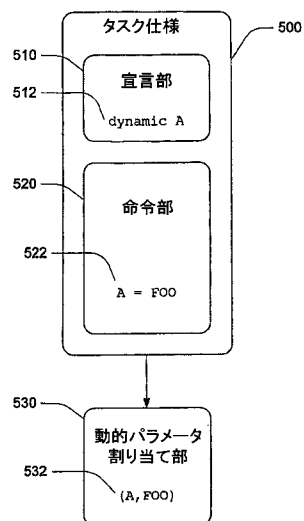 タスク仕様
500
510
宣言部
512
dynamic A
520
命令部
522
A = FOO
530
動的パラメータ
割り当て部
532
(A,FOO)